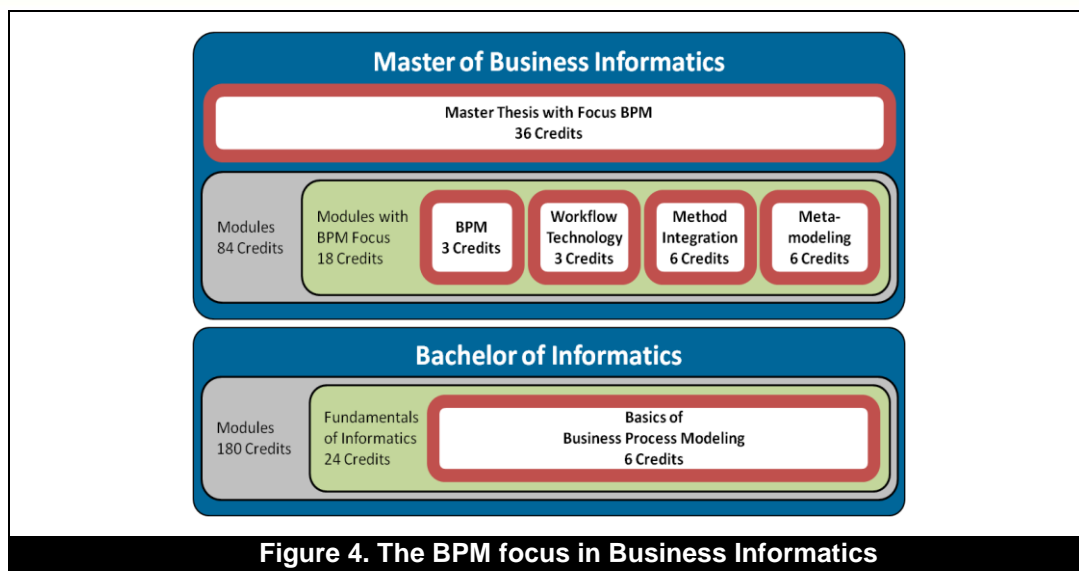 Master of Business Informatics
Master Thesis with Focus BPM
36 Credits
Modules
84 Credits
Modules with
BPM Focus
18 Credits
BPM
3 Credits
Workflow
Technology
3 Credits
Method
Integration
6 Credits
Meta-
modeling
6 Credits
Bachelor of Informatics
Modules
180 Credits
Fundamentals
of Informatics
24 Credits
Basics of
Business Process Modeling
6 Credits
Figure 4. The BPM focus in Business Informatics